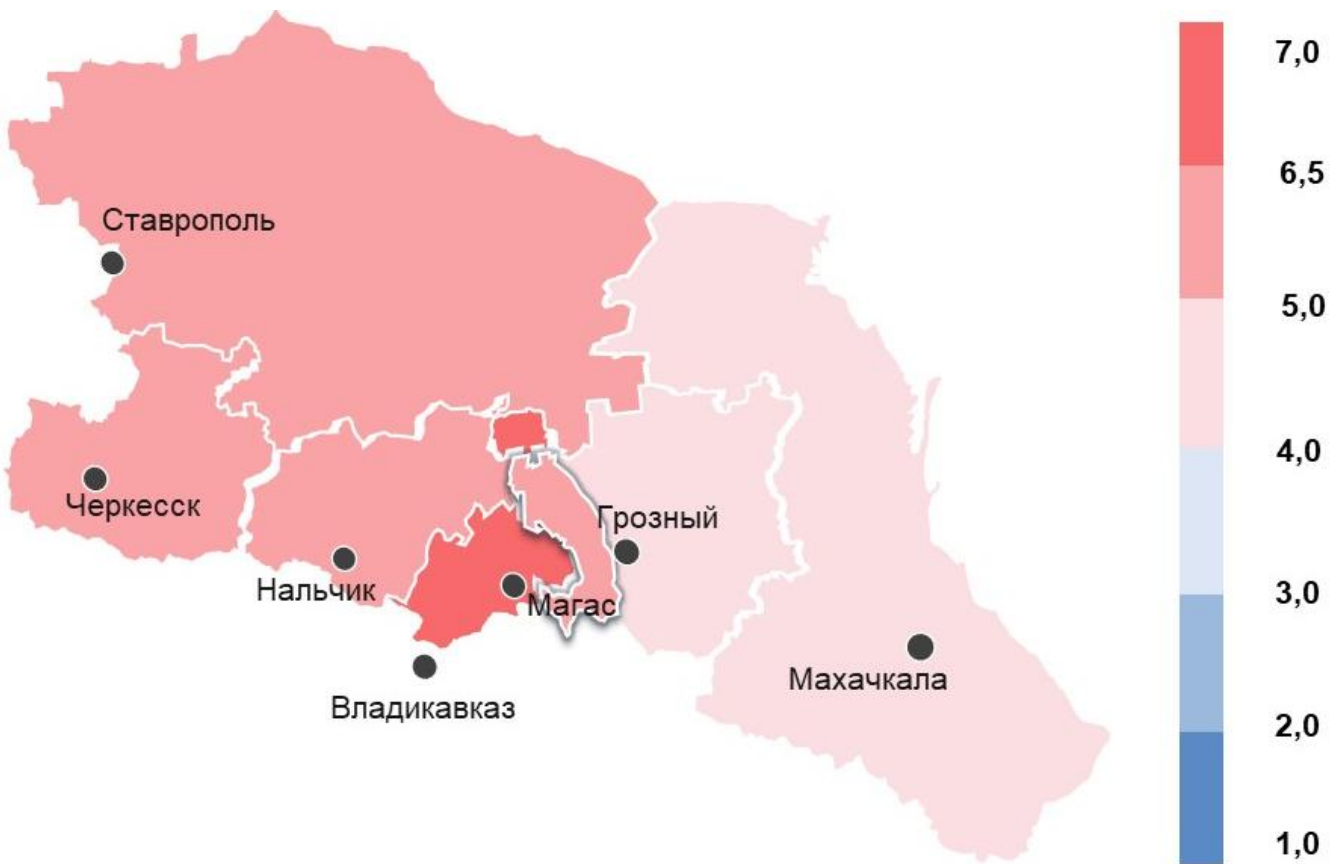 Ставрополь
Черкесск
Нальчик
Грозный
Магас
Владикавказ
Махачкала
7,0
6,5
5,0
4,0
3,0
2,0
1,0